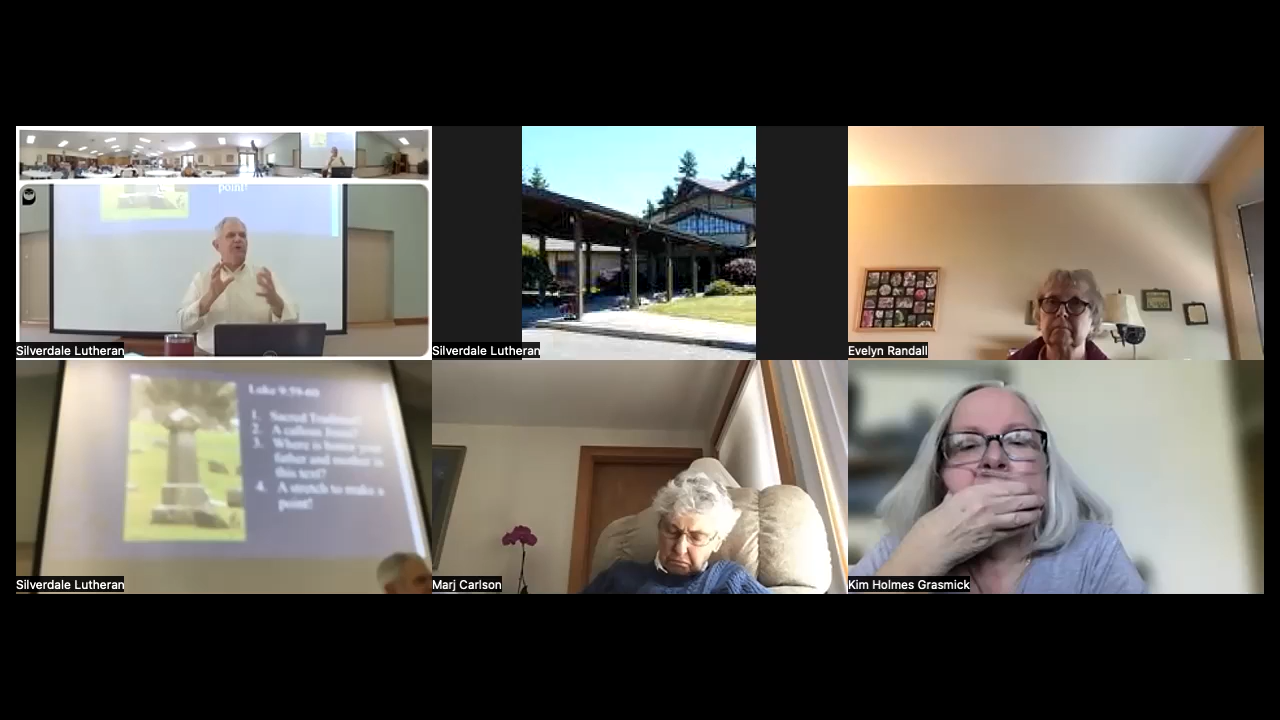 point!
Silverdale Lutheran
Silverdale Lutheran
Evelyn Randall
Luke 9:59-60
1. Sacred Tradition?
2. A callous Jesus?
3. Where is honor your
father and mother in
this text?
4. A stretch to make a
point!
Silverdale Lutheran
Marj Carlson
Kim Holmes Grasmick